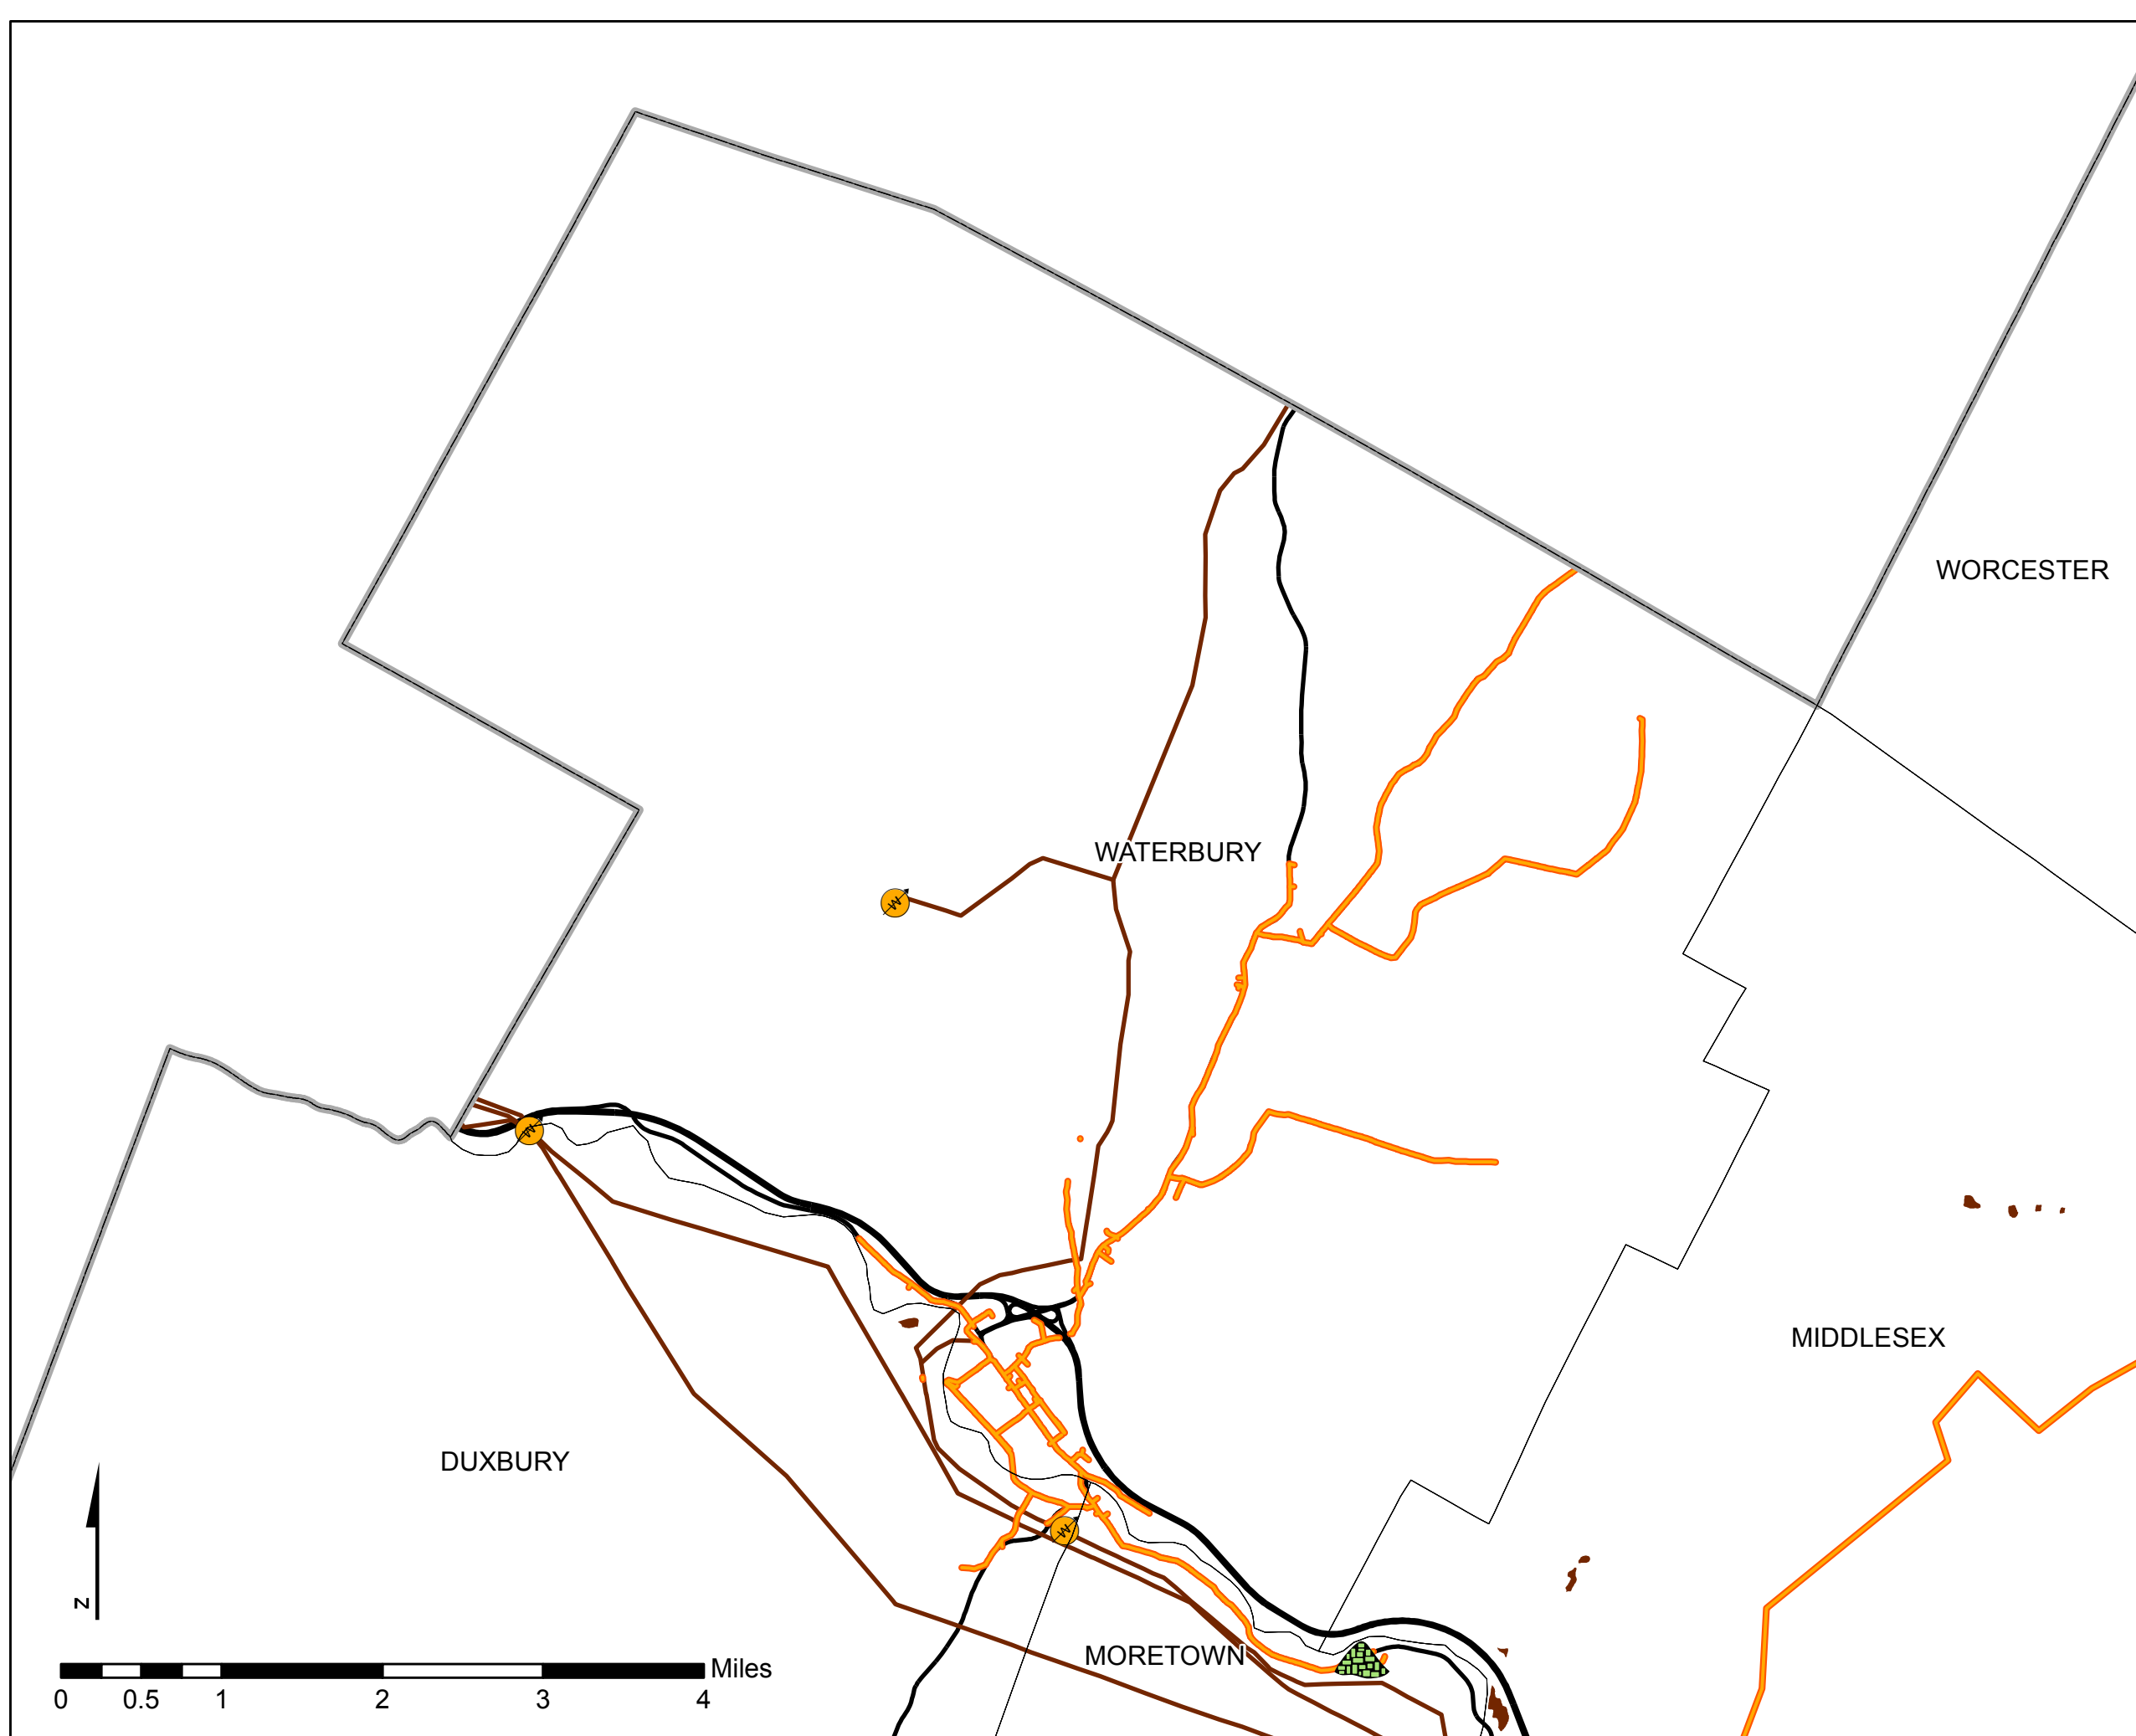 WORCESTER
WATERBURY
W
W
MIDDLESEX
DUXBURY
W
N
MORETOWN
Miles
0 0.5 1 2 3 4